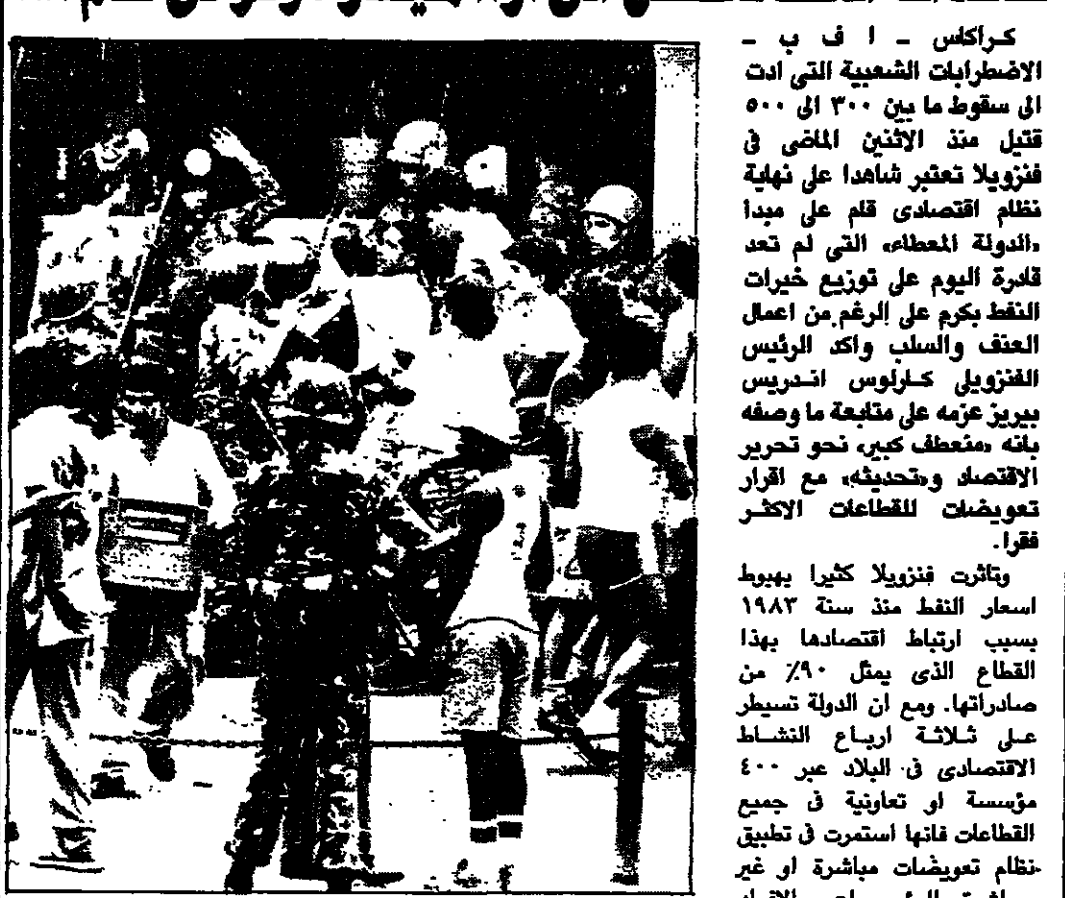 كراكاس - ا ف ب -
الاضطرابات الشعبية التى ادت
الى سقوط ما بين ٣٠٠ الى ٥٠٠
قتيل منذ الاثنين الماضى فى
فنزويلا تعتبر شاهدا على نهاية
نظام اقتصادى قام على مبدا
«الدولة المعطاء» التى لم تعد
قادرة اليوم على توزيع خيرات
النفط بكرم على الرغم من اعمال
العنف والسلب واكد الرئيس
الفنزويلى كارلوس اندريس
بيريز عزمه على متابعة ما وصفه
بانه «منعطف كبير» نحو تحرير
الاقتصاد و«تحديثه» مع اقرار
تعويضات للقطاعات الاكثر
فقرا.
وتاثرت فنزويلا كثيرا بهبوط
اسعار النفط منذ سنة ١٩٨٣
بسبب ارتباط اقتصادها بهذا
القطاع الذى يمثل ٩٠٪ من
صادراتها. ومع ان الدولة تسيطر
على ثلاثة ارباع النشاط
الاقتصادى فى البلاد عبر ٤٠٠
مؤسسة او تعاونية فى جميع
القطاعات فانها استمرت فى تطبيق
نظام تعويضات مباشرة او غير